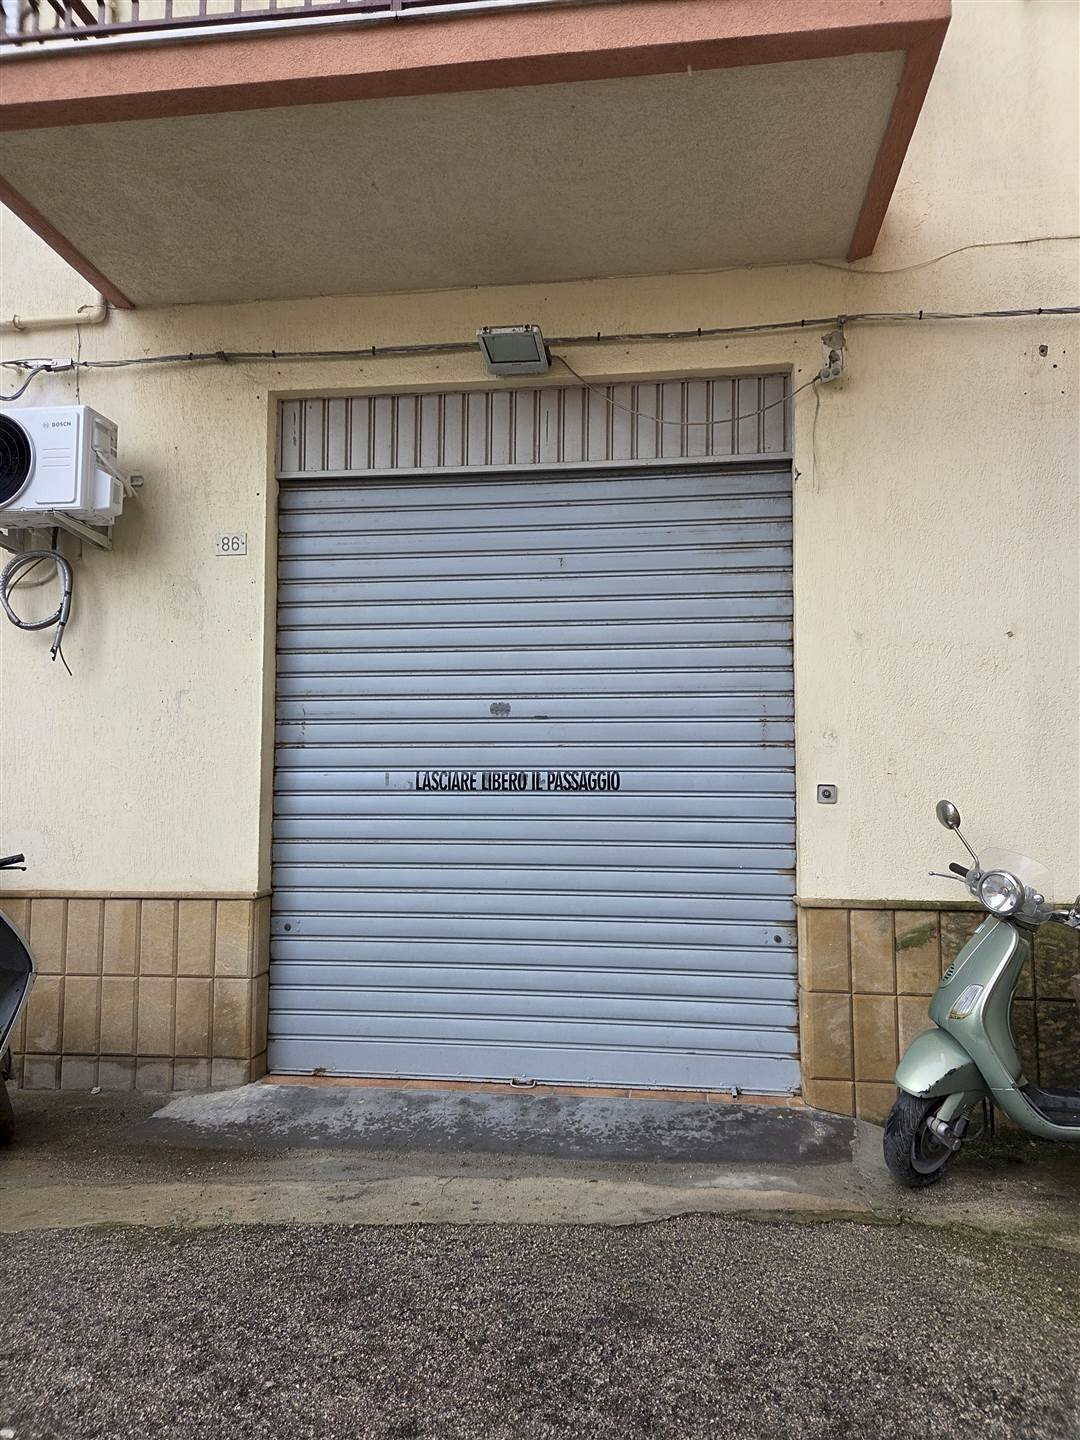 BOSCH
·86·
LASCIARE LIBERO IL PASSAGGIO